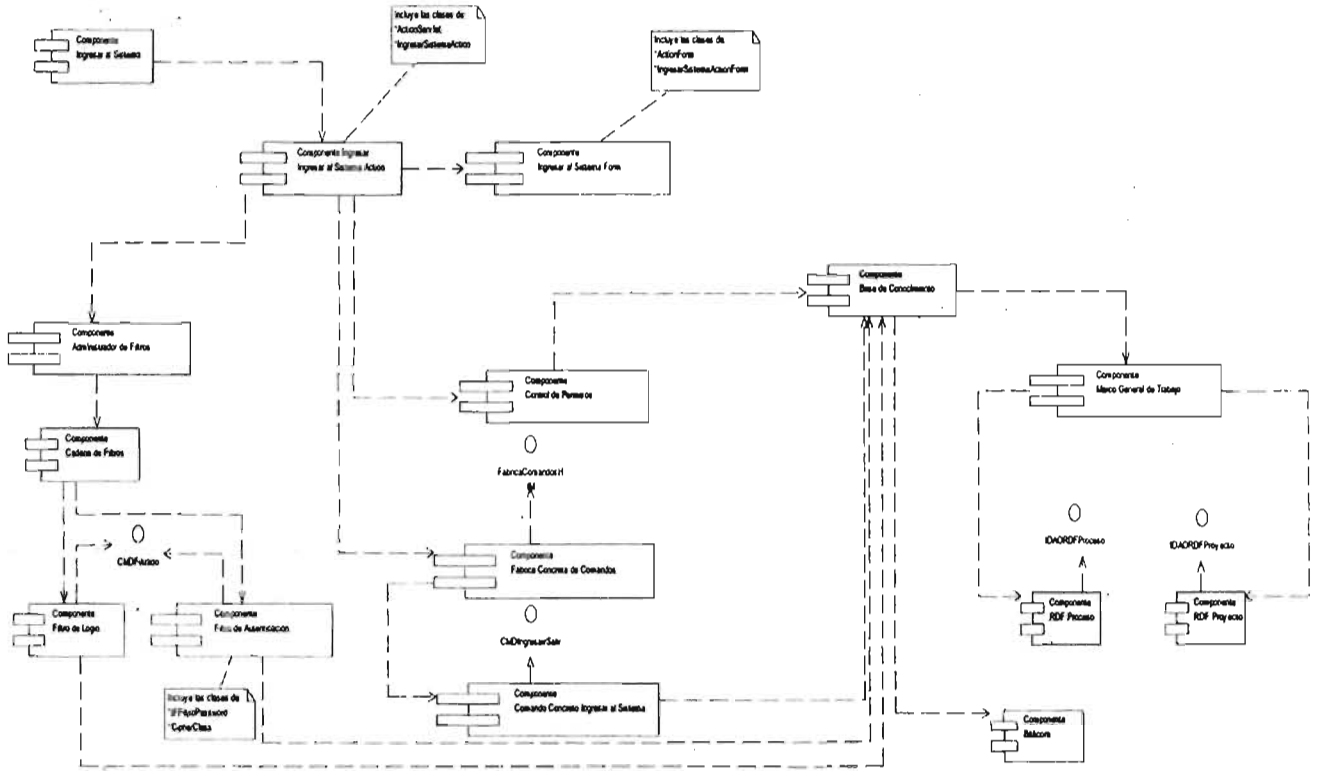 Incluye las clases de
*ActionServlet
*IngresarSistemaAction
Incluye las clases de
*ActionForm
*IngresarSistemaActionForm
Componente
Ingresar al Sistema
Componente Ingresar
Ingresar al Sistema Action
Componente
Ingresar al Sistema Form
Componente
Base de Conocimiento
Componente
Administrador de Filtros
Componente
Marco General de Trabajo
Componente
Control de Permisos
Componente
Cadena de Filtros
FabricaComandosH
IDAORDFProceso
IDAORDFProyecto
Componente
Fabrica Concreta de Comandos
Componente
RDF Proceso
Componente
RDF Proyecto
Componente
Filtro de Login
Componente
Filtro de Autenticación
CMDIngresarSalir
Incluye las clases de
Componente
Comando Concreto Ingresar al Sistema
Componente
Bitácora